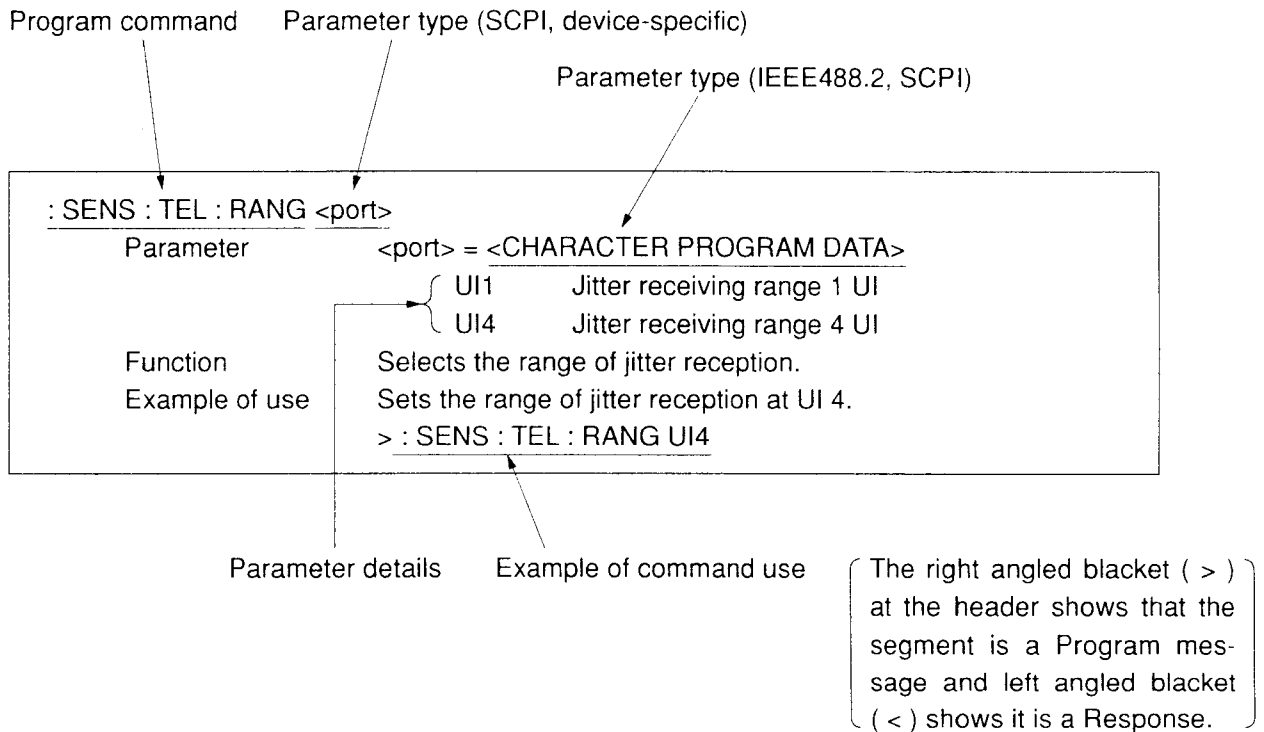 Program command Parameter type (SCPI, device-specific)
Parameter type (IEEE488.2, SCPI)
: SENS : TEL : RANG <port>
Parameter <port> = <CHARACTER PROGRAM DATA>
UI1 Jitter receiving range 1 UI
UI4 Jitter receiving range 4 UI
Function Selects the range of jitter reception.
Example of use Sets the range of jitter reception at UI 4.
> : SENS : TEL : RANG UI4
Parameter details Example of command use
The right angled blacket ( > )
at the header shows that the
segment is a Program mes-
sage and left angled blacket
( < ) shows it is a Response.